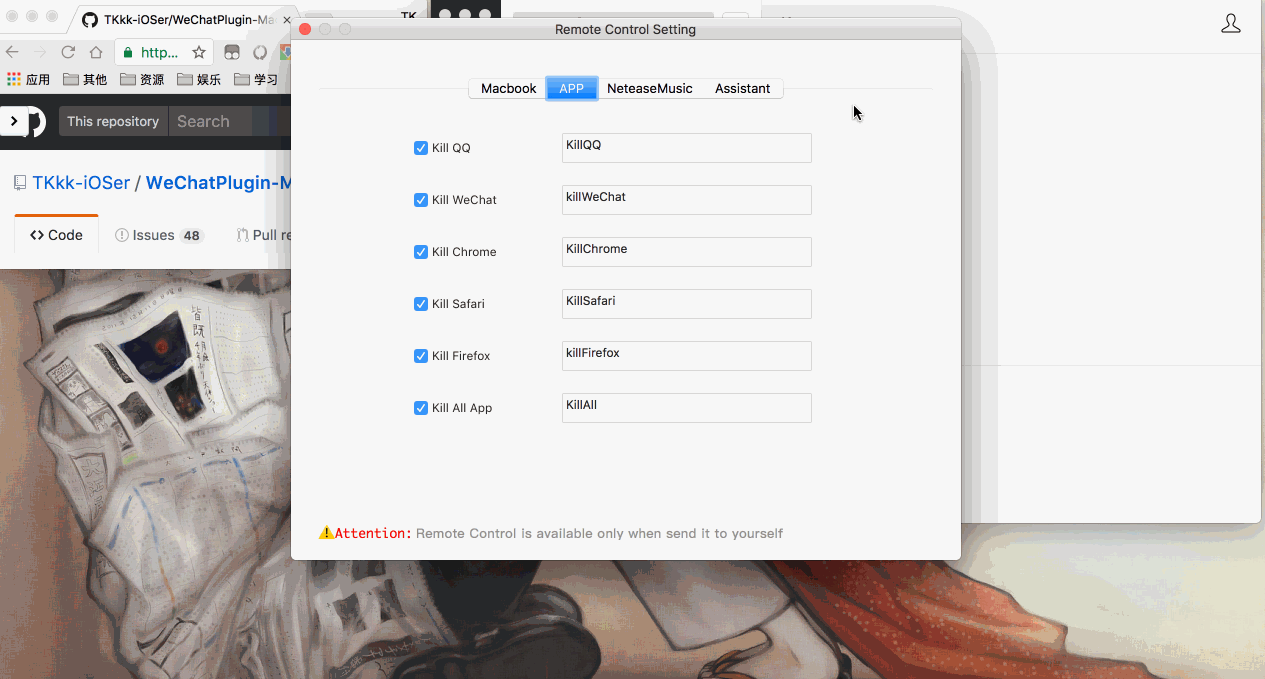 TKkk-iOSer/WeChatPlugin-Ma
TK
http...
应用
其他
资源
娱乐
学习
This repository
Search
TKkk-iOSer / WeChatPlugin-M
Code
Issues 48
Pull re
Remote Control Setting
Macbook
APP
NeteaseMusic
Assistant
Kill QQ
KillQQ
Kill WeChat
killWeChat
Kill Chrome
KillChrome
Kill Safari
KillSafari
Kill Firefox
killFirefox
Kill All App
KillAll
Attention: Remote Control is available only when send it to yourself
皆
既
月